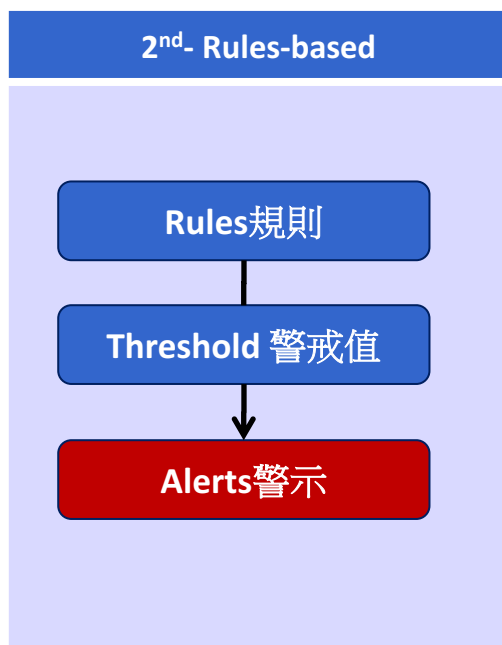 2nd- Rules-based
Rules規則
Threshold 警戒值
Alerts警示